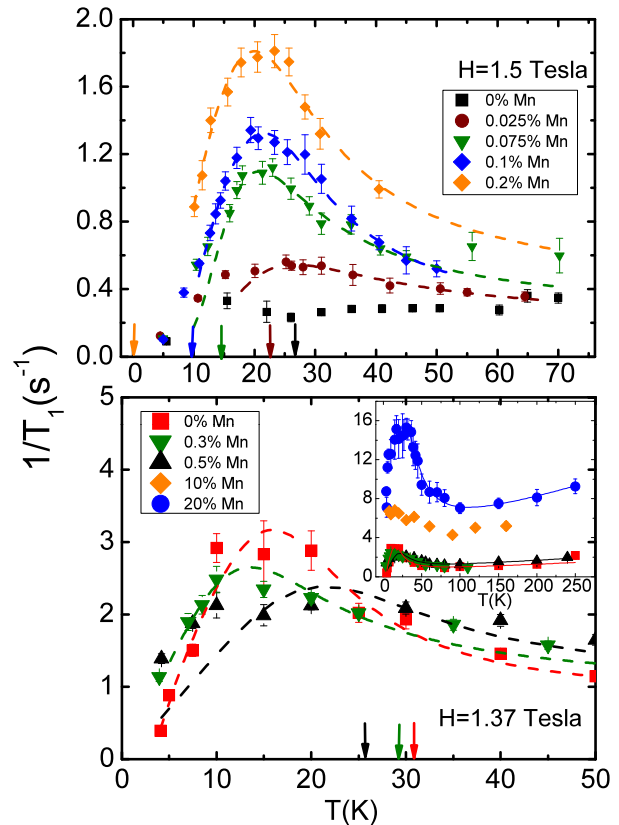 2.0
1.6
1.2
0.8
0.4
0.0
H=1.5 Tesla
0% Mn
0.025% Mn
0.075% Mn
0.1% Mn
0.2% Mn
0 10 20 30 40 50 60 70
1/T₁(s⁻¹)
5
4
3
2
1
0
0% Mn
0.3% Mn
0.5% Mn
10% Mn
20% Mn
16
12
8
4
0
0 50 100 150 200 250
T(K)
H=1.37 Tesla
0 10 20 30 40 50
T(K)